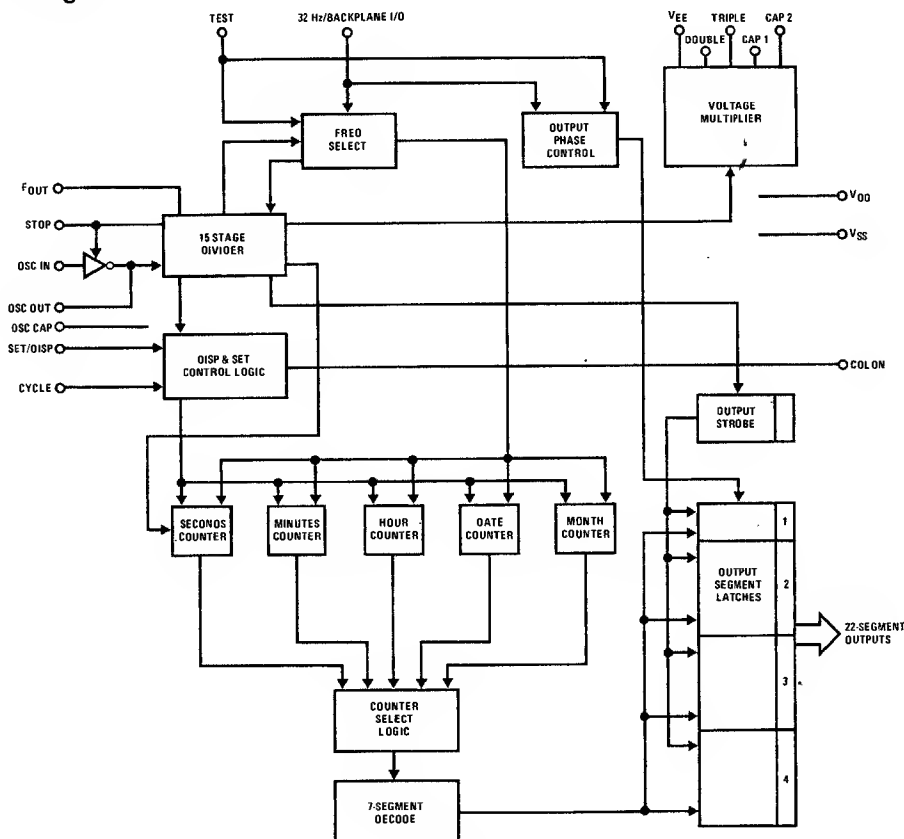 TEST
32 Hz/BACKPLANE I/O
VEE
TRIPLE
CAP 2
DOUBLE
CAP 1
VOLTAGE
MULTIPLIER
FREQ
SELECT
OUTPUT
PHASE
CONTROL
FOUT
STOP
OSC IN
OSC OUT
OSC CAP
SET/DISP
CYCLE
15 STAGE
DIVIDER
VDD
VSS
DISP & SET
CONTROL LOGIC
COLON
OUTPUT
STROBE
SECONDS
COUNTER
MINUTES
COUNTER
HOUR
COUNTER
DATE
COUNTER
MONTH
COUNTER
OUTPUT
SEGMENT
LATCHES
1
2
3
4
22-SEGMENT
OUTPUTS
COUNTER
SELECT
LOGIC
7-SEGMENT
DECODE